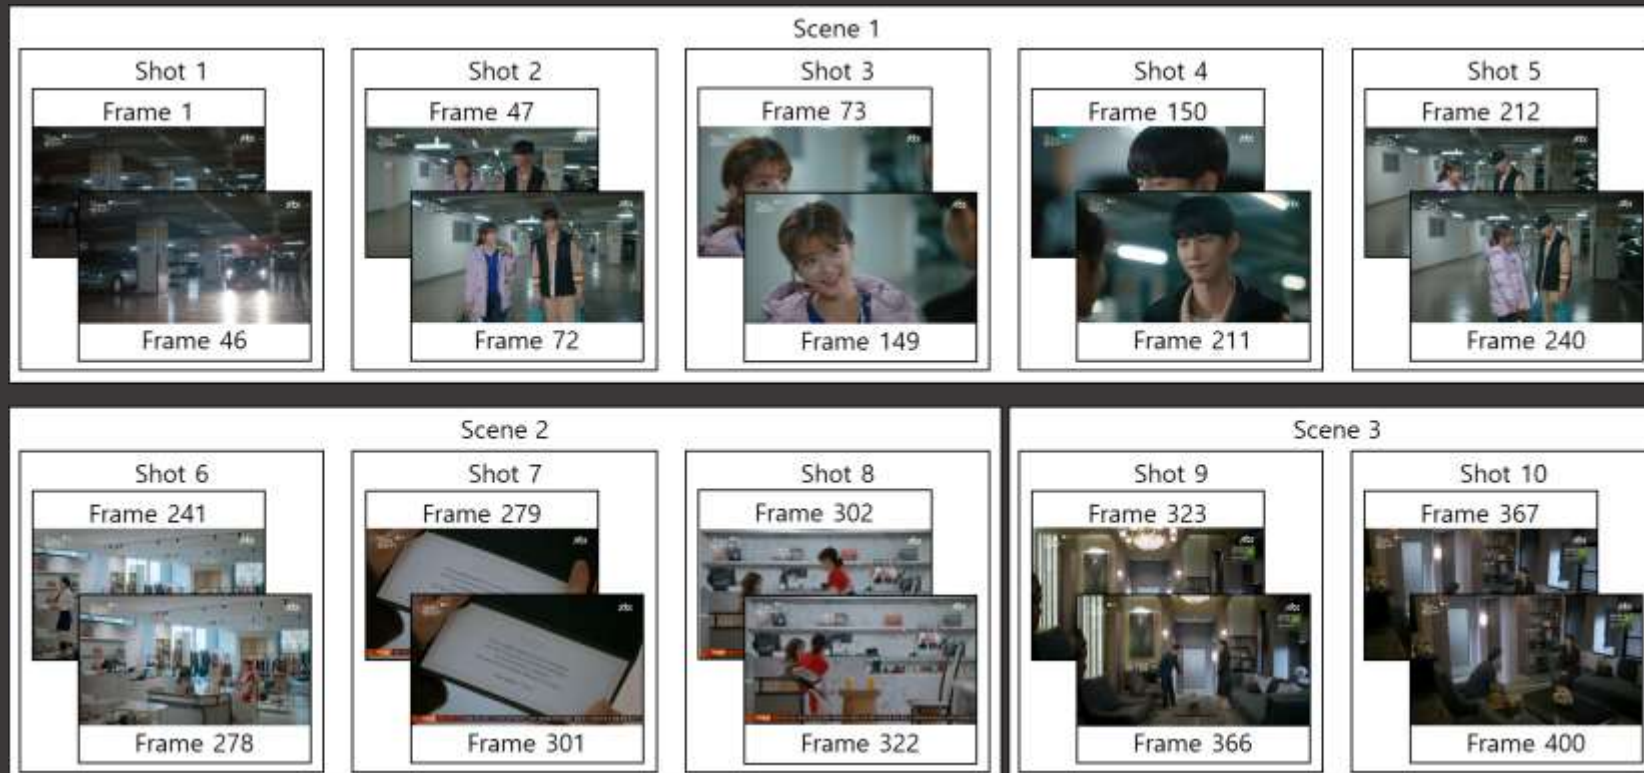 Scene 1
Shot 1
Frame 1
Frame 46
Shot 2
Frame 47
Frame 72
Shot 3
Frame 73
Frame 149
Shot 4
Frame 150
Frame 211
Shot 5
Frame 212
Frame 240
Scene 2
Shot 6
Frame 241
Frame 278
Shot 7
Frame 279
Frame 301
Shot 8
Frame 302
Frame 322
Scene 3
Shot 9
Frame 323
Frame 366
Shot 10
Frame 367
Frame 400